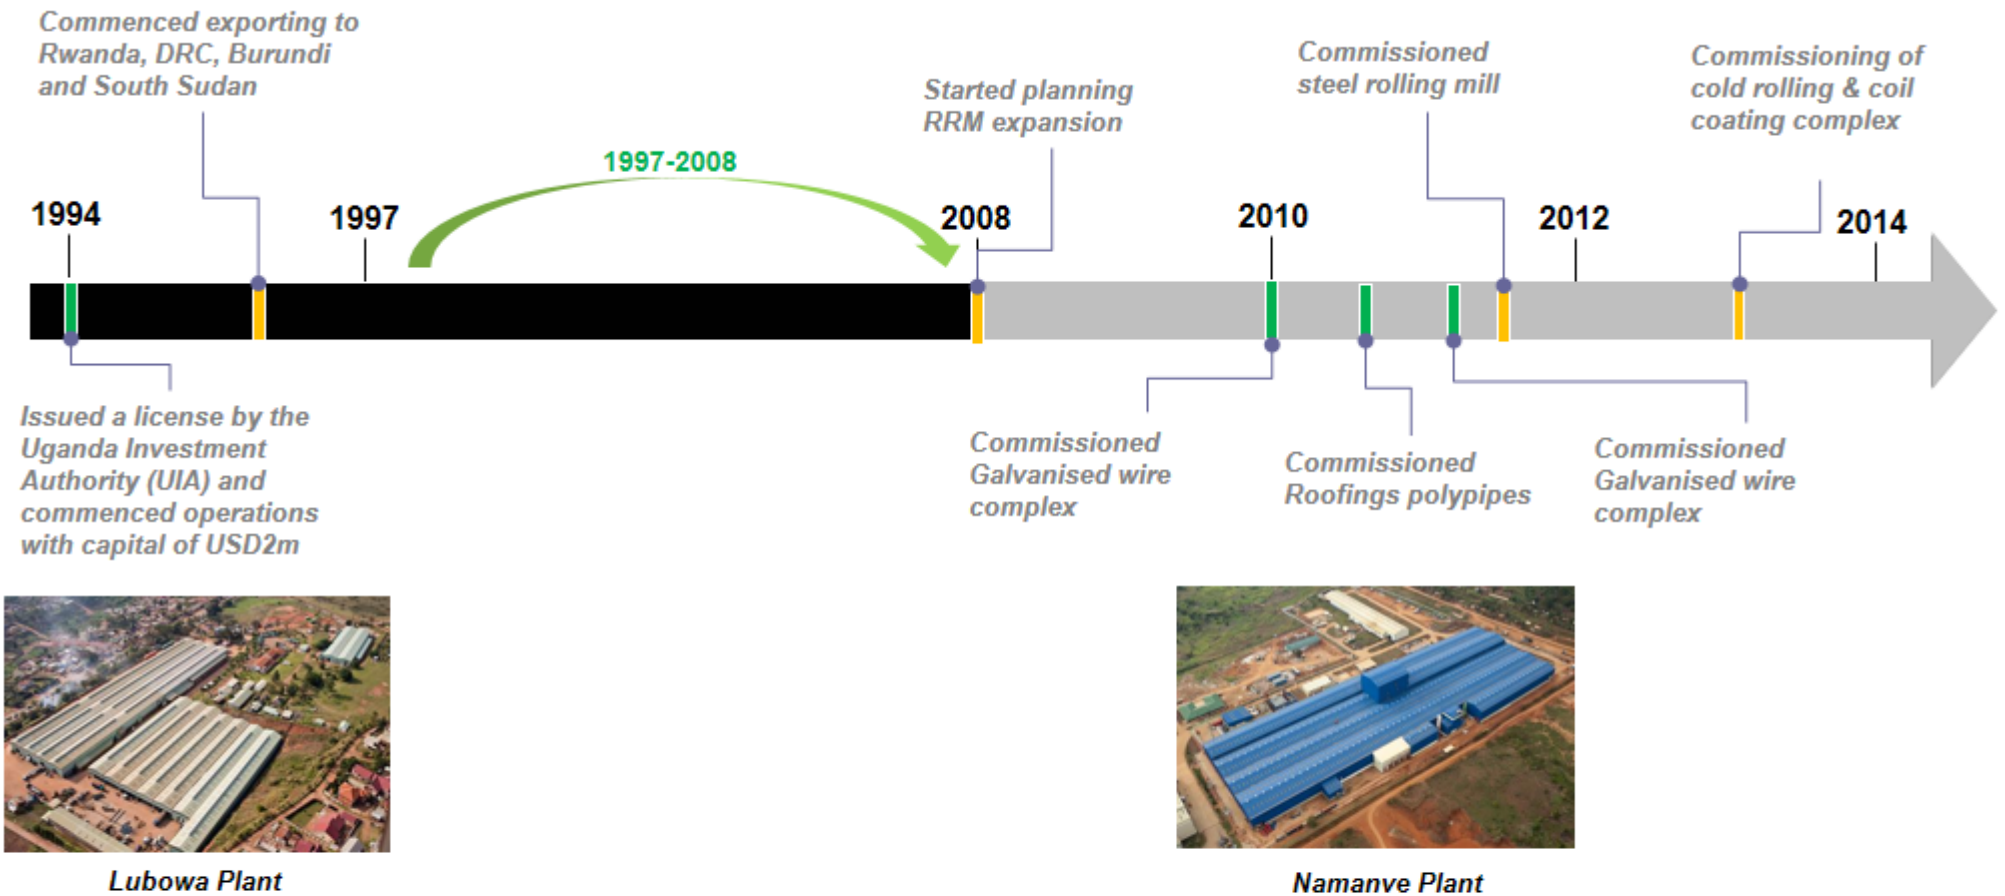 Commenced exporting to
Rwanda, DRC, Burundi
and South Sudan
Started planning
RRM expansion
Commissioned
steel rolling mill
Commissioning of
cold rolling & coil
coating complex
1997-2008
1994
1997
2008
2010
2012
2014
Issued a license by the
Uganda Investment
Authority (UIA) and
commenced operations
with capital of USD2m
Commissioned
Galvanised wire
complex
Commissioned
Roofings polypipes
Commissioned
Galvanised wire
complex
Lubowa Plant
Namanve Plant